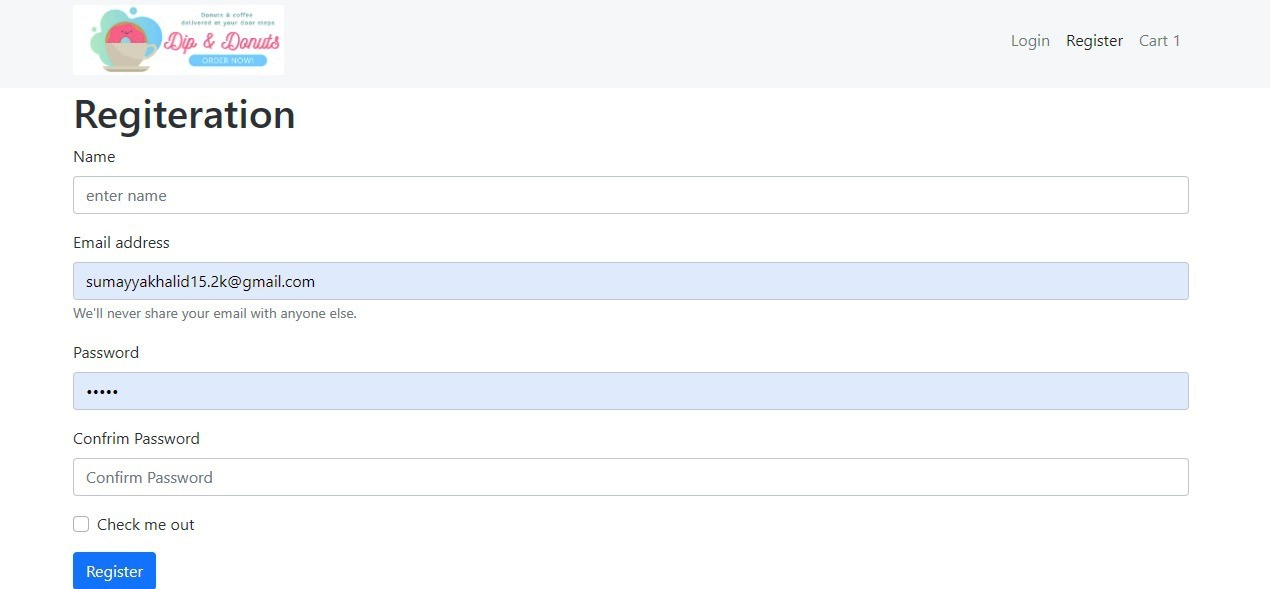 Donuts & coffee
delivered at your door steps
Dip & Donuts
ORDER NOW!
Login Register Cart 1
Regiteration
Name
enter name
Email address
sumayyakhalid15.2k@gmail.com
We'll never share your email with anyone else.
Password
•••••
Confrim Password
Confirm Password
Check me out
Register